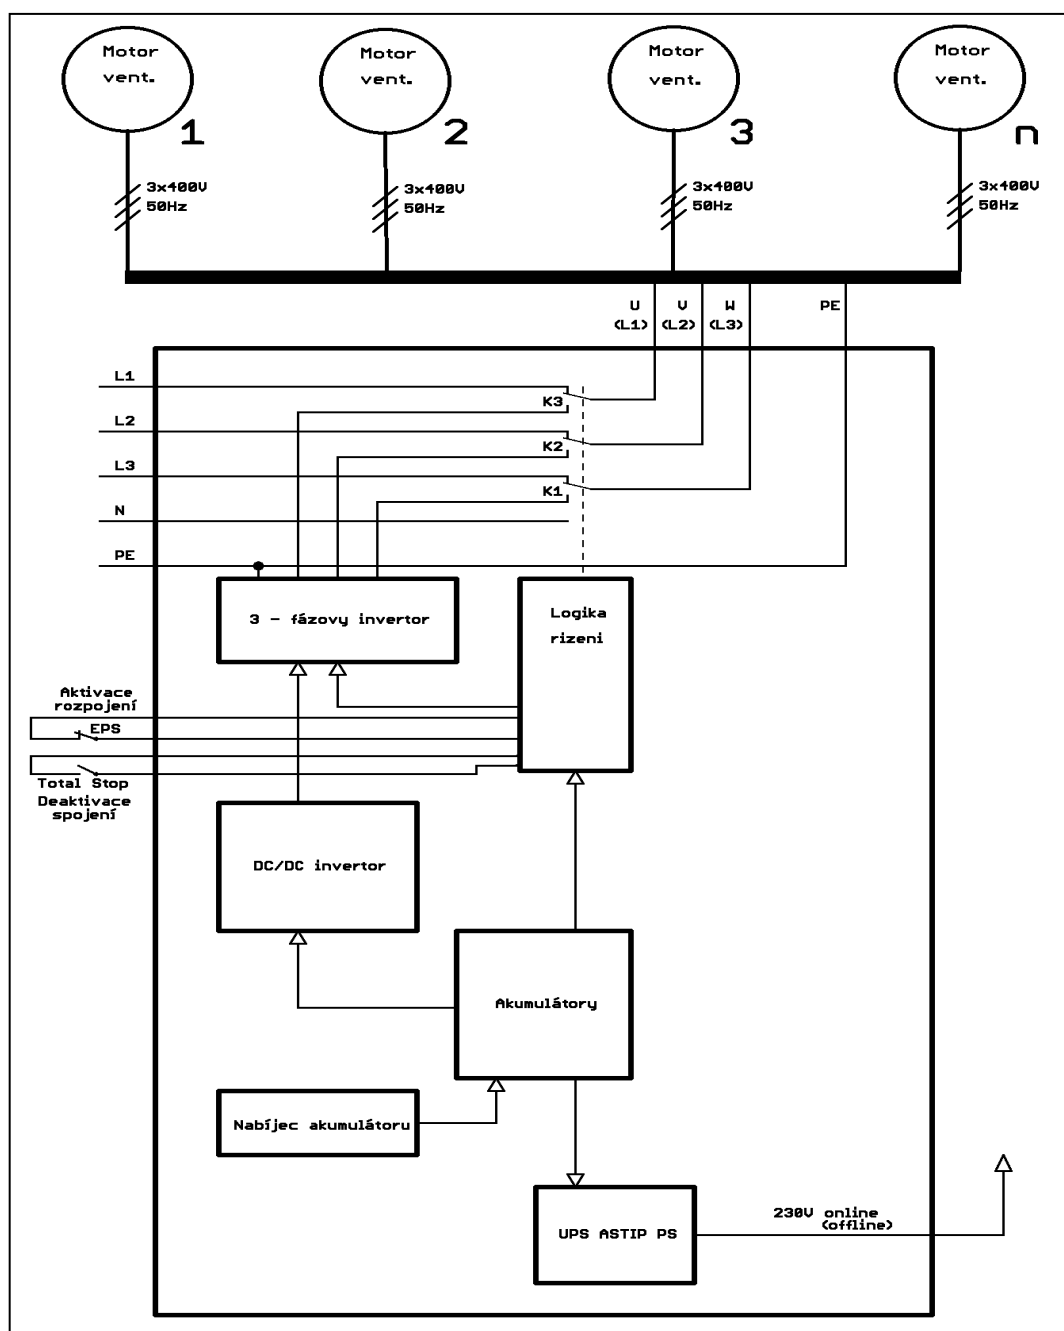 Motor
vent.
1
Motor
vent.
2
Motor
vent.
3
Motor
vent.
n
3x400V
50Hz
3x400V
50Hz
3x400V
50Hz
3x400V
50Hz
U
(L1)
V
(L2)
W
(L3)
PE
L1
K3
L2
K2
L3
K1
N
PE
3 - fázovy invertor
Logika
rizeni
Aktivace
rozpojení
EPS
Total Stop
Deaktivace
spojení
DC/DC invertor
Akumulátory
Nabíjec akumulátoru
UPS ASTIP PS
230V online
(offline)